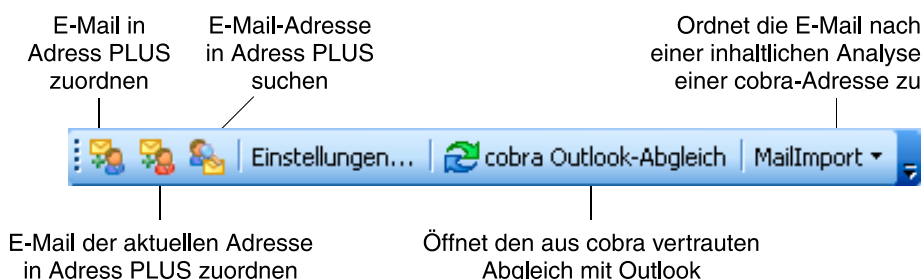 E-Mail in
Adress PLUS
zuordnen
E-Mail-Adresse
in Adress PLUS
suchen
Ordnet die E-Mail nach
einer inhaltlichen Analyse
einer cobra-Adresse zu
Einstellungen... cobra Outlook-Abgleich MailImport
E-Mail der aktuellen Adresse
in Adress PLUS zuordnen
Öffnet den aus cobra vertrauten
Abgleich mit Outlook